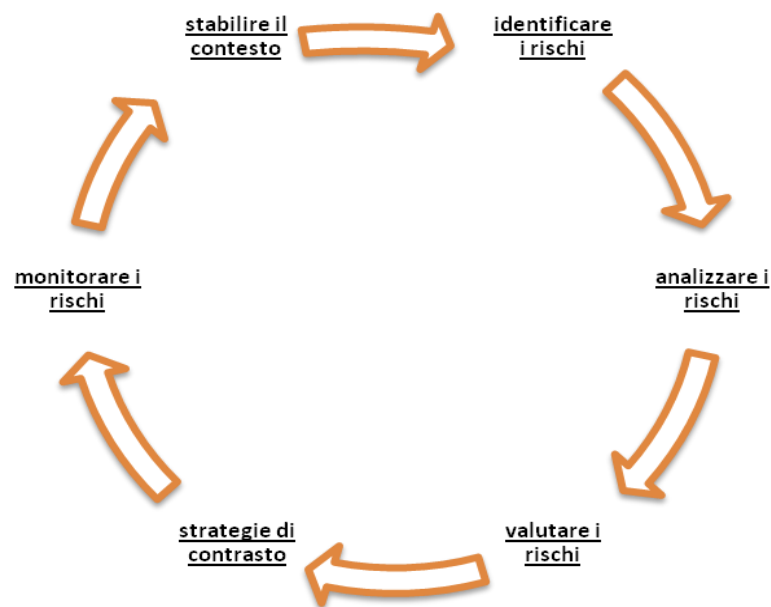 stabilire il
contesto
identificare
i rischi
analizzare i
rischi
valutare i
rischi
strategie di
contrasto
monitorare i
rischi